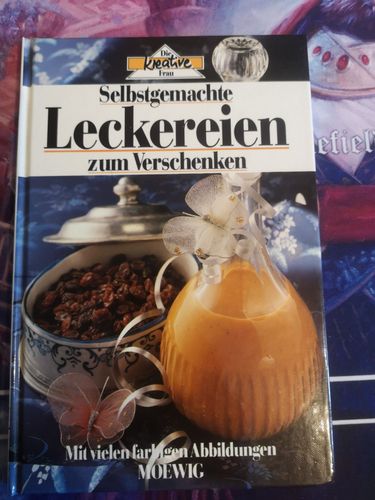 Die
kreative
Frau
Selbstgemachte
Leckereien
zum Verschenken
Mit vielen farbigen Abbildungen
MOEWIG